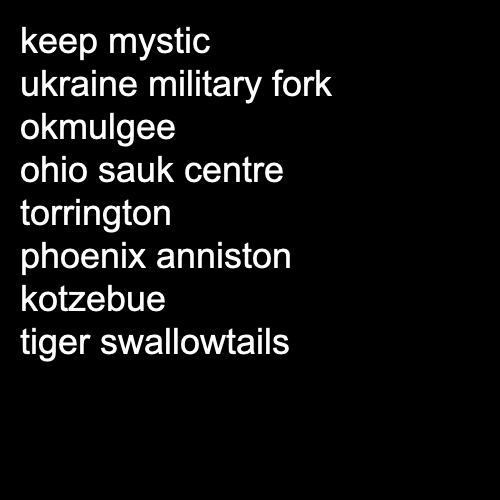 keep mystic
ukraine military fork
okmulgee
ohio sauk centre
torrington
phoenix anniston
kotzebue
tiger swallowtails